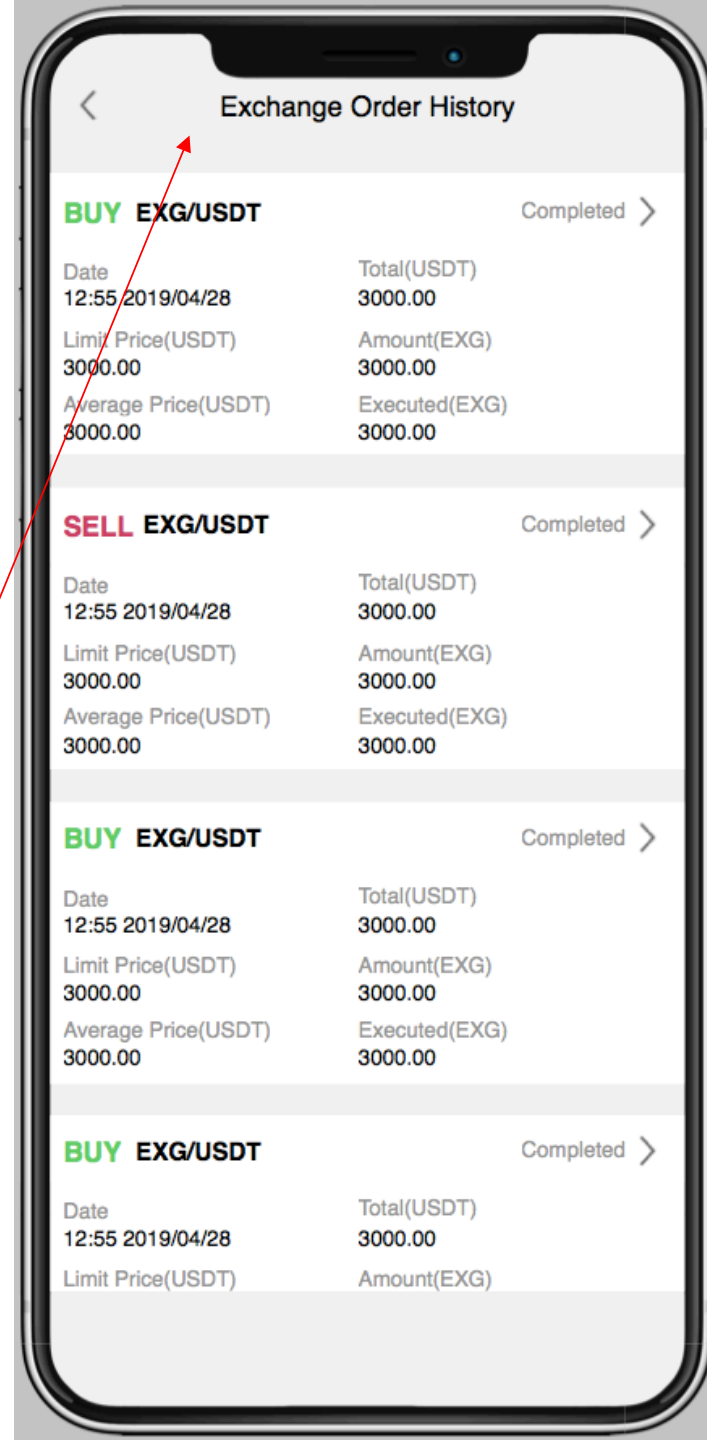 Exchange Order History
BUY EXG/USDT Completed
Date Total(USDT)
12:55 2019/04/28 3000.00
Limit Price(USDT) Amount(EXG)
3000.00 3000.00
Average Price(USDT) Executed(EXG)
3000.00 3000.00
SELL EXG/USDT Completed
Date Total(USDT)
12:55 2019/04/28 3000.00
Limit Price(USDT) Amount(EXG)
3000.00 3000.00
Average Price(USDT) Executed(EXG)
3000.00 3000.00
BUY EXG/USDT Completed
Date Total(USDT)
12:55 2019/04/28 3000.00
Limit Price(USDT) Amount(EXG)
3000.00 3000.00
Average Price(USDT) Executed(EXG)
3000.00 3000.00
BUY EXG/USDT Completed
Date Total(USDT)
12:55 2019/04/28 3000.00
Limit Price(USDT) Amount(EXG)